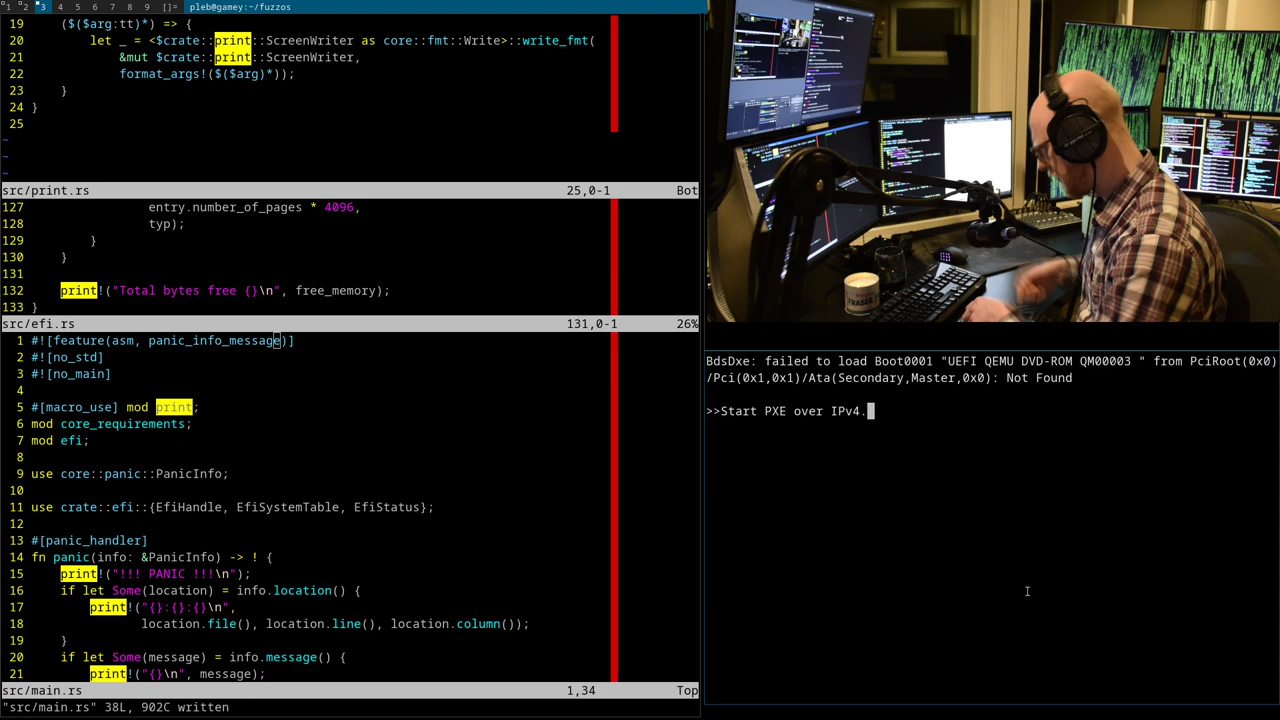 1 2 3 4 5 6 7 8 9 []= pleb@gamey:~/fuzzos
19     ($($arg:tt)*) => {
20         let _ = <$crate::print::ScreenWriter as core::fmt::Write>::write_fmt(
21             &mut $crate::print::ScreenWriter,
22             format_args!($($arg)*));
23     }
24 }
25
~
~
~
src/print.rs 25,0-1 Bot
127                 entry.number_of_pages * 4096,
128                 typ);
129         }
130     }
131
132     print!("Total bytes free {}\n", free_memory);
133 }
src/efi.rs 131,0-1 26%
1 #![feature(asm, panic_info_message)]
2 #![no_std]
3 #![no_main]
4
5 #[macro_use] mod print;
6 mod core_requirements;
7 mod efi;
8
9 use core::panic::PanicInfo;
10
11 use crate::efi::{EfiHandle, EfiSystemTable, EfiStatus};
12
13 #[panic_handler]
14 fn panic(info: &PanicInfo) -> ! {
15     print!("!!! PANIC !!!\n");
16     if let Some(location) = info.location() {
17         print!("{}:{}:{}\n",
18                location.file(), location.line(), location.column());
19     }
20     if let Some(message) = info.message() {
21         print!("{}\n", message);
src/main.rs 1,34 Top
"src/main.rs" 38L, 902C written
FRASIER
BdsDxe: failed to load Boot0001 "UEFI QEMU DVD-ROM QM00003 " from PciRoot(0x0)
/Pci(0x1,0x1)/Ata(Secondary,Master,0x0): Not Found
>>Start PXE over IPv4.